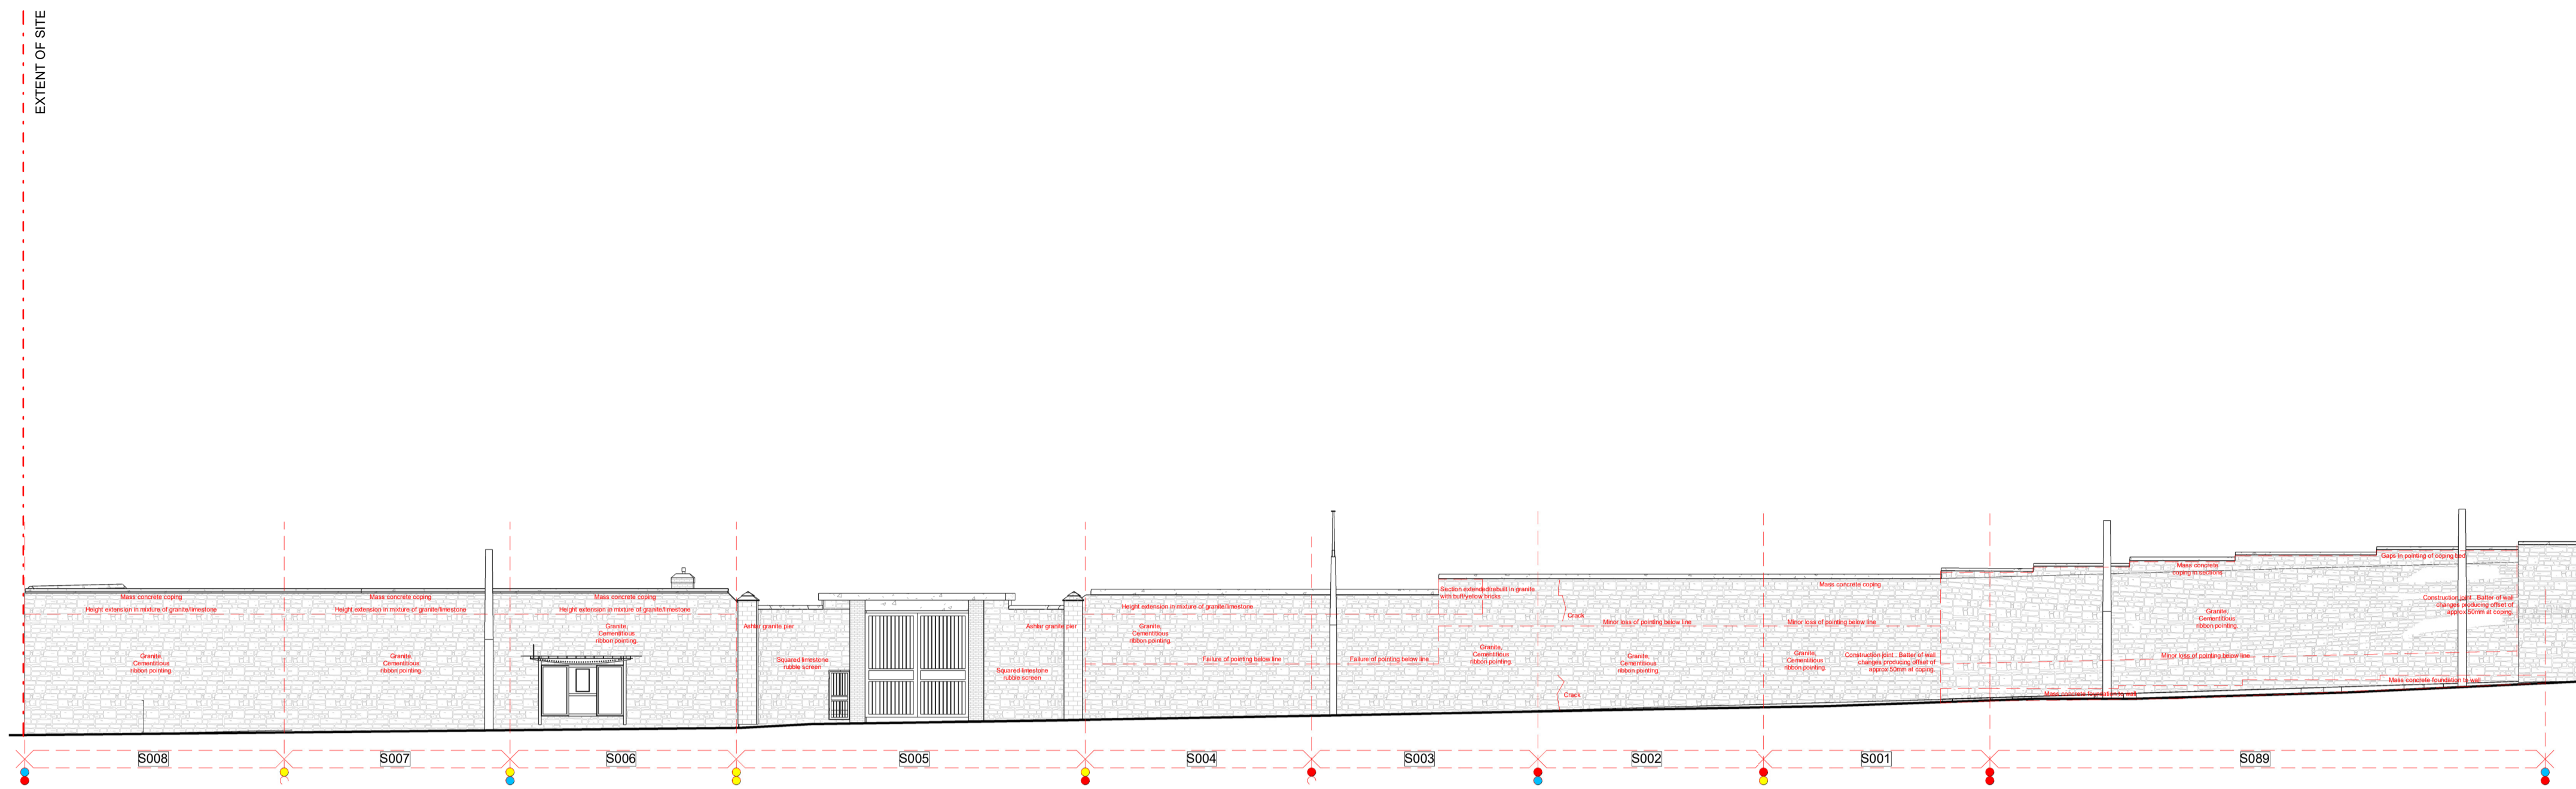 EXTENT OF SITE
Mass concrete coping
Height extension in mixture of granite/limestone
Granite,
Cementitious
ribbon pointing.
Mass concrete coping
Height extension in mixture of granite/limestone
Granite,
Cementitious
ribbon pointing.
Mass concrete coping
Height extension in mixture of granite/limestone
Granite,
Cementitious
ribbon pointing.
Ashlar granite pier
Squared limestone
rubble screen
Ashlar granite pier
Squared limestone
rubble screen
Height extension in mixture of granite/limestone
Granite,
Cementitious
ribbon pointing.
Failure of pointing below line
Failure of pointing below line
Section extended/rebuilt in granite
with buff/yellow bricks
Granite,
Cementitious
ribbon pointing
Crack
Crack
Minor loss of pointing below line
Granite,
Cementitious
ribbon pointing.
Mass concrete coping
Minor loss of pointing below line
Granite,
Cementitious
ribbon pointing.
Construction joint . Batter of wall
changes producing offset of
approx 50mm at coping.
Mass concrete foundation to wall
Mass concrete
coping in sections
Granite,
Cementitious
ribbon pointing.
Minor loss of pointing below line
Gaps in pointing of coping bed
Construction joint . Batter of wall
changes producing offset of
approx 50mm at coping.
Mass concrete foundation to wall
S008
S007
S006
S005
S004
S003
S002
S001
S089